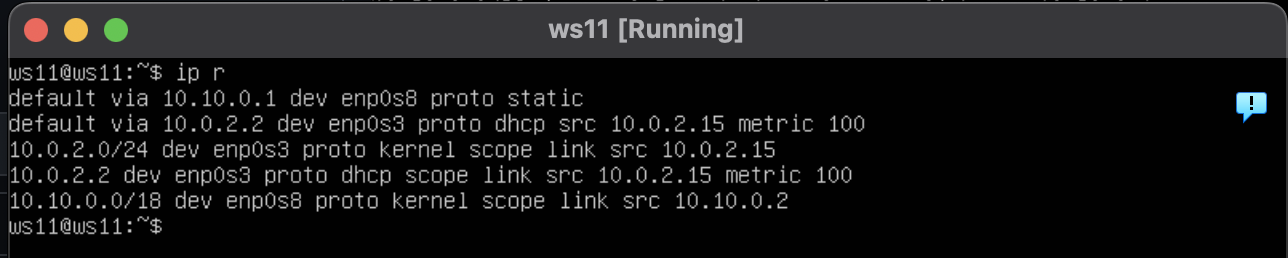 ws11 [Running]
ws11@ws11:~$ ip r
default via 10.10.0.1 dev enp0s8 proto static
default via 10.0.2.2 dev enp0s3 proto dhcp src 10.0.2.15 metric 100
10.0.2.0/24 dev enp0s3 proto kernel scope link src 10.0.2.15
10.0.2.2 dev enp0s3 proto dhcp scope link src 10.0.2.15 metric 100
10.10.0.0/18 dev enp0s8 proto kernel scope link src 10.10.0.2
ws11@ws11:~$